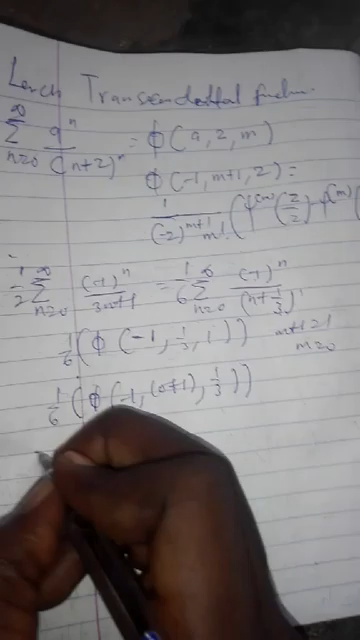 Lerch Transcendental
∞ Σ n=0 a^n / (n+2)^n = ϕ(a, 2, m)
ϕ(-1, m+1, 2) =
1 / (-2)^{m+1} m! (ψ^(m) (2/2) - ψ^(m) (
1/2 ∞ Σ n=0 (-1)^n / 3n+1 = 1/6 ∞ Σ n=0 (-1)^n / (n+1/3)^1
1/6 (ϕ(-1, 1/3, 1)) m+1=1
m=0
1/6 (ϕ(-1, (0+1), 1/3))